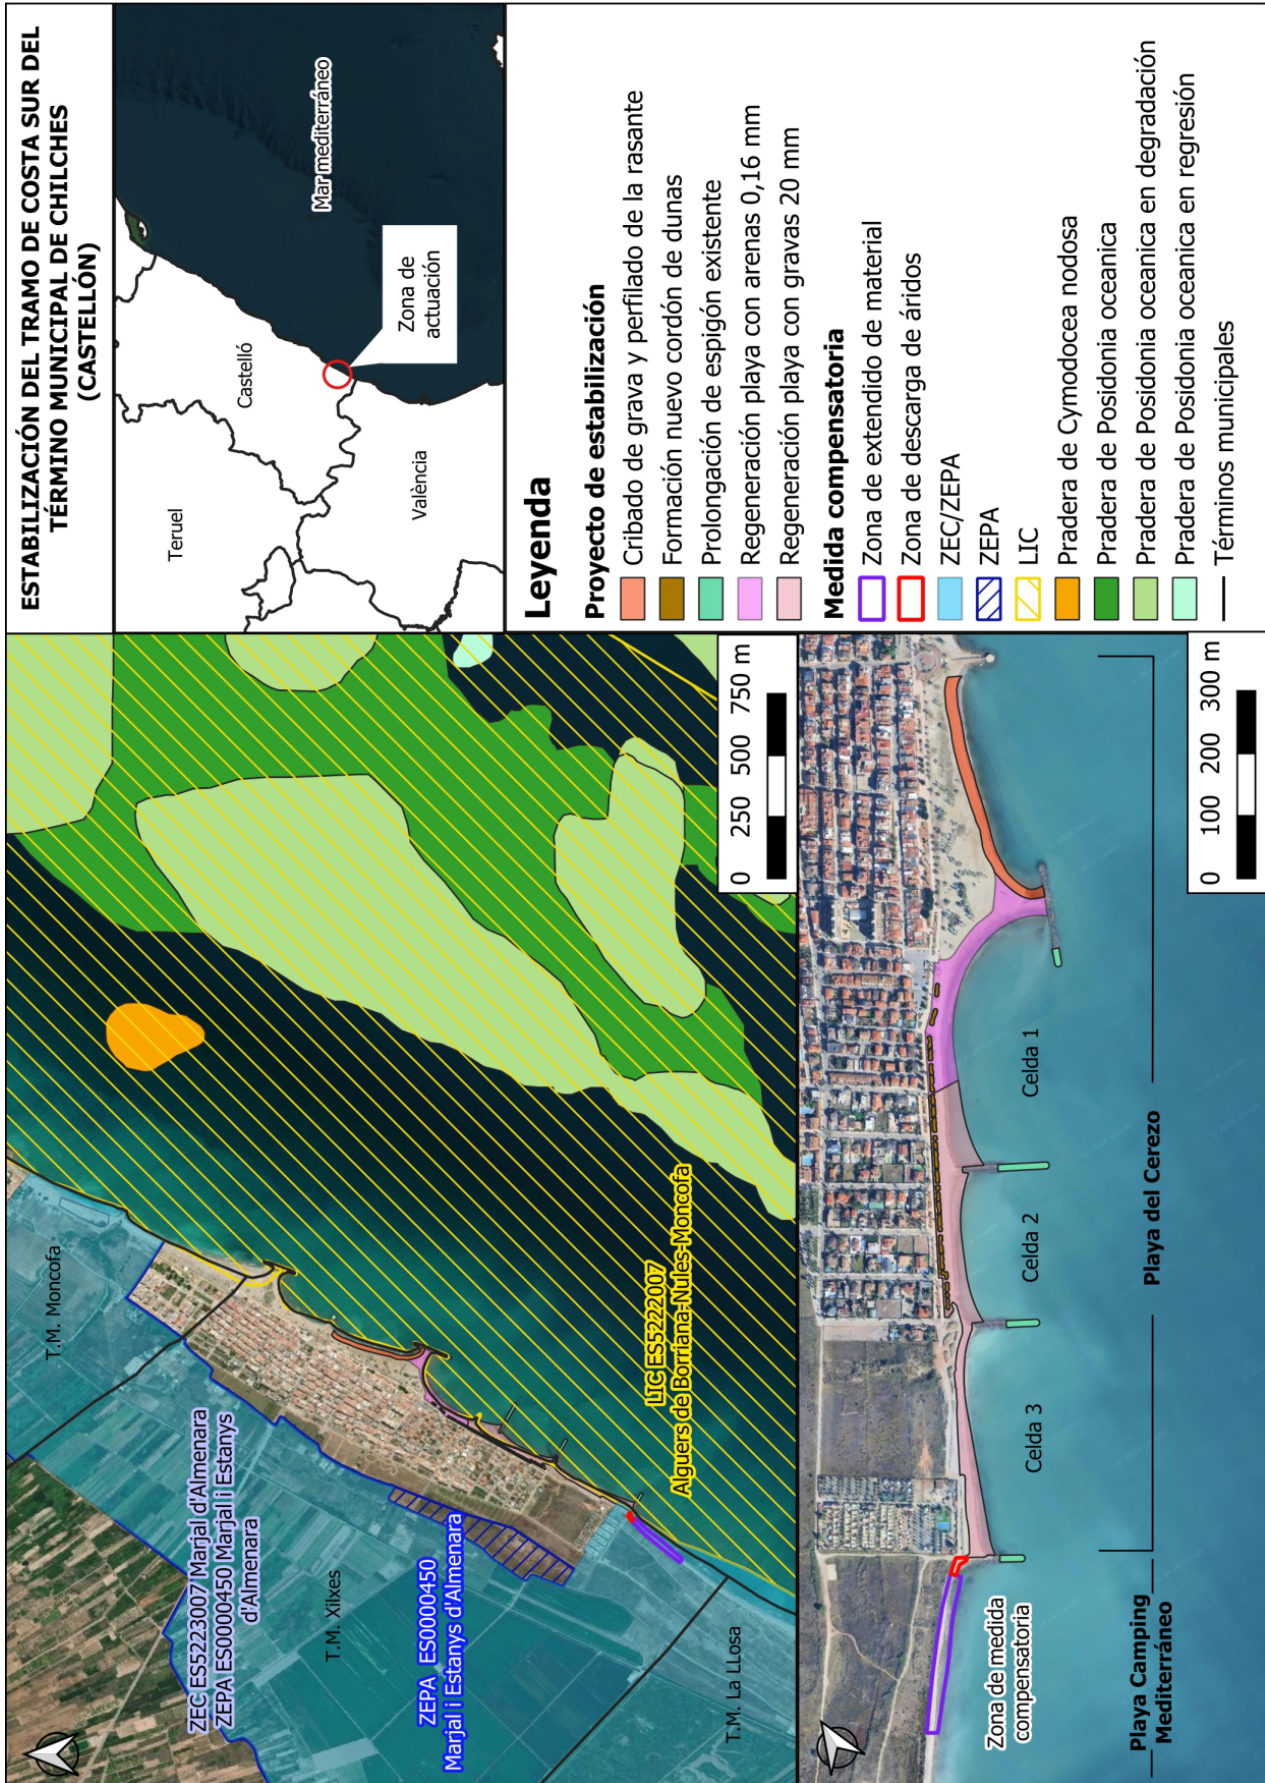 ESTABILIZACIÓN DEL TRAMO DE COSTA SUR DEL
TÉRMINO MUNICIPAL DE CHILCHES
(CASTELLÓN)
Teruel
Castelló
València
Mar mediterráneo
Zona de
actuación
T.M. Moncofa
ZEC ES5223007 Marjal d'Almenara
ZEPA ES0000450 Marjal i Estanys
d'Almenara
T.M. Xilxes
ZEPA ES0000450
Marjal i Estanys d'Almenara
T.M. La LLosa
LIC ES5222007
Alguers de Borriana-Nules-Moncofa
0 250 500 750 m
Leyenda
Proyecto de estabilización
Cribado de grava y perfilado de la rasante
Formación nuevo cordón de dunas
Prolongación de espigón existente
Regeneración playa con arenas 0,16 mm
Regeneración playa con gravas 20 mm
Medida compensatoria
Zona de extendido de material
Zona de descarga de áridos
ZEC/ZEPA
ZEPA
LIC
Pradera de Cymodocea nodosa
Pradera de Posidonia oceanica
Pradera de Posidonia oceanica en degradación
Pradera de Posidonia oceanica en regresión
Términos municipales
Zona de medida
compensatoria
Celda 3
Celda 2
Celda 1
Playa Camping
Mediterráneo
Playa del Cerezo
0 100 200 300 m